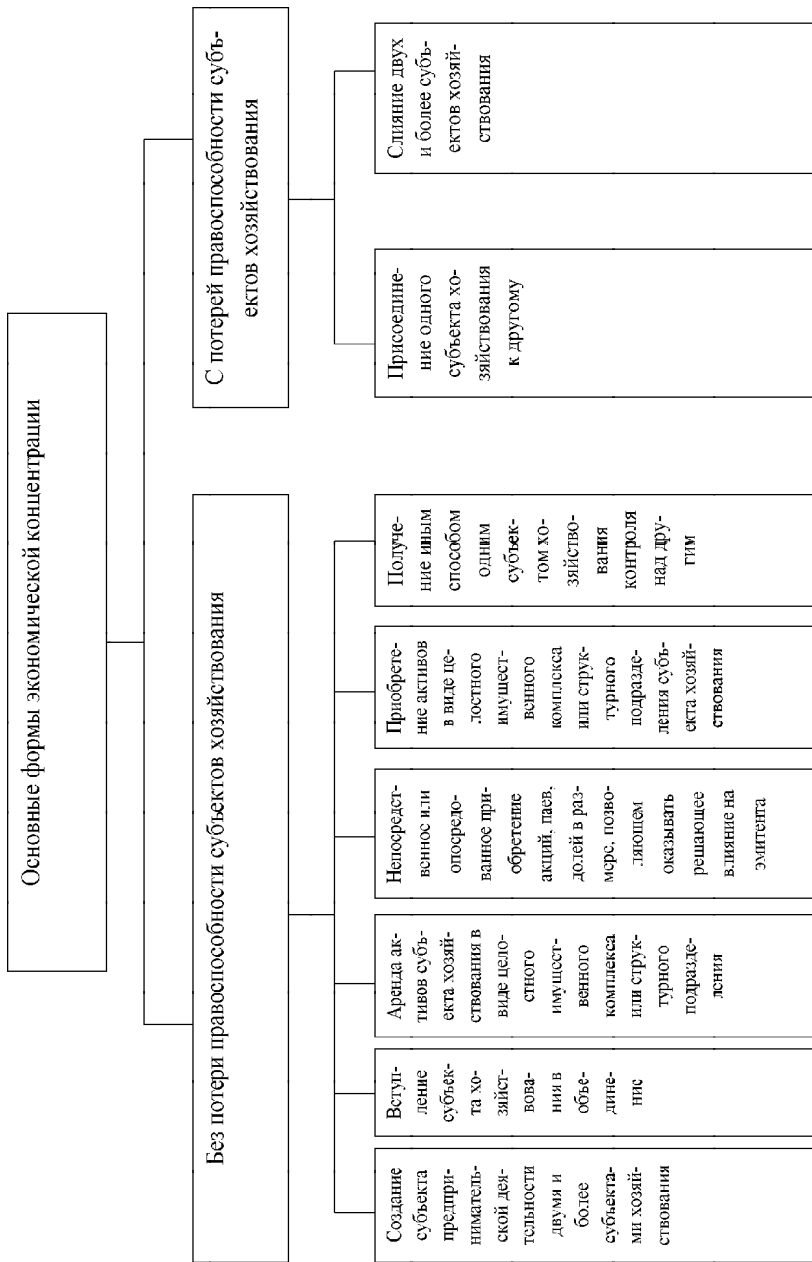 Основные формы экономической концентрации
Без потери правоспособности субъектов хозяйствования
С потерей правоспособности субъ-
ектов хозяйствования
Создание
субъекта
предпри-
ниматель-
ской дея-
тельности
двумя и
более
субъекта-
ми хозяй-
ствования
Вступ-
ление
субъек-
та хо-
зяйст-
вова-
ния в
объе-
дине-
ние
Аренда ак-
тивов субъ-
екта хозяй-
ствования в
виде цело-
стного
имущест-
венного
комплекса
или струк-
турного
подразде-
ления
Непосредст-
венное или
опосредо-
ванное при-
обретение
акций, паев,
долей в раз-
мере, позво-
ляющем
оказывать
решающее
влияние на
эмитента
Приобрете-
ние активов
в виде це-
лостного
имущест-
венного
комплекса
или струк-
турного
подразде-
ления субъ-
екта хозяй-
ствования
Получе-
ние иным
способом
одним
субъек-
том хо-
зяйство-
вания
контроля
над дру-
гим
Присоедине-
ние одного
субъекта хо-
зяйствования
к другому
Слияние двух
и более субъ-
ектов хозяй-
ствования